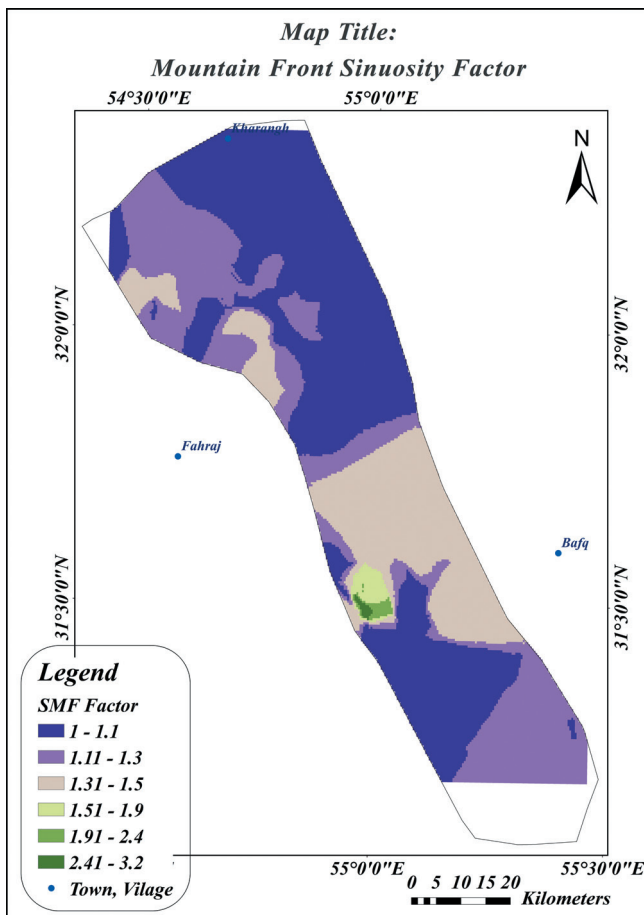 Map Title:
Mountain Front Sinuosity Factor
54°30'0"E 55°0'0"E
Kharangh
N
32°0'0"N 32°0'0"N
Fahraj
Bafq
31°30'0"N 31°30'0"N
Legend
SMF Factor
1 - 1.1
1.11 - 1.3
1.31 - 1.5
1.51 - 1.9
1.91 - 2.4
2.41 - 3.2
Town, Vilage
55°0'0"E 55°30'0"E
0 5 10 15 20
Kilometers